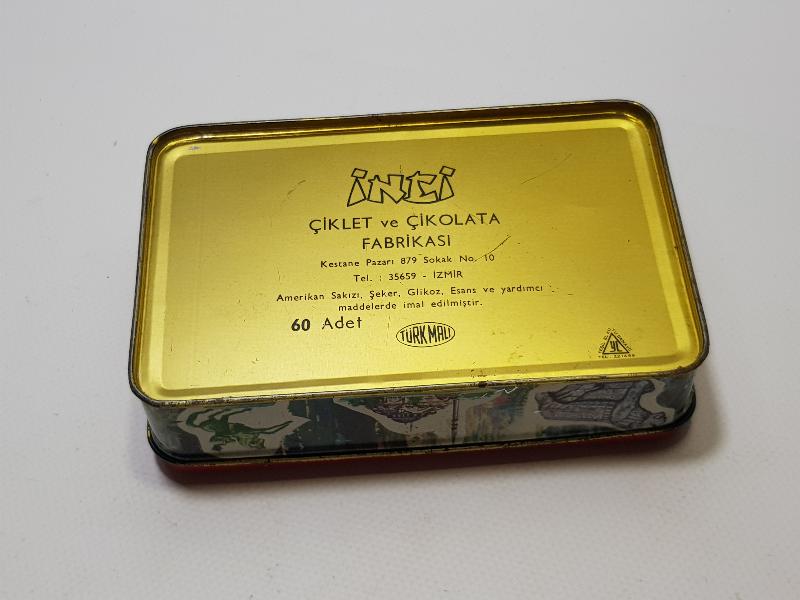 İNCİ
ÇİKLET ve ÇİKOLATA
FABRİKASI
Kestane Pazarı 879 Sokak No. 10
Tel. : 35659 - İZMİR
Amerikan Sakızı, Şeker, Glikoz, Esans ve yardımcı
maddelerde imal edilmiştir.
60 Adet
TÜRK MALI